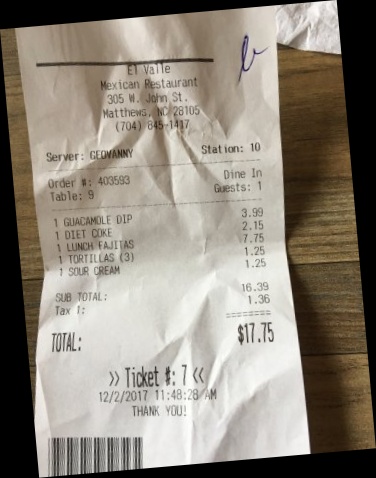 El Valle
Mexican Restaurant
305 W. John St.
Matthews, NC 28105
(704) 845-1417
Server: GEOVANNY Station: 10
Order #: 403593 Dine In
Table: 9 Guests: 1
1 GUACAMOLE DIP 3.99
1 DIET COKE 2.15
1 LUNCH FAJITAS 7.75
1 TORTILLAS (3) 1.25
1 SOUR CREAM 1.25
SUB TOTAL: 16.39
Tax 1: 1.36
========
TOTAL: $17.75
>> Ticket #: 7 <<
12/2/2017 11:48:28 AM
THANK YOU!